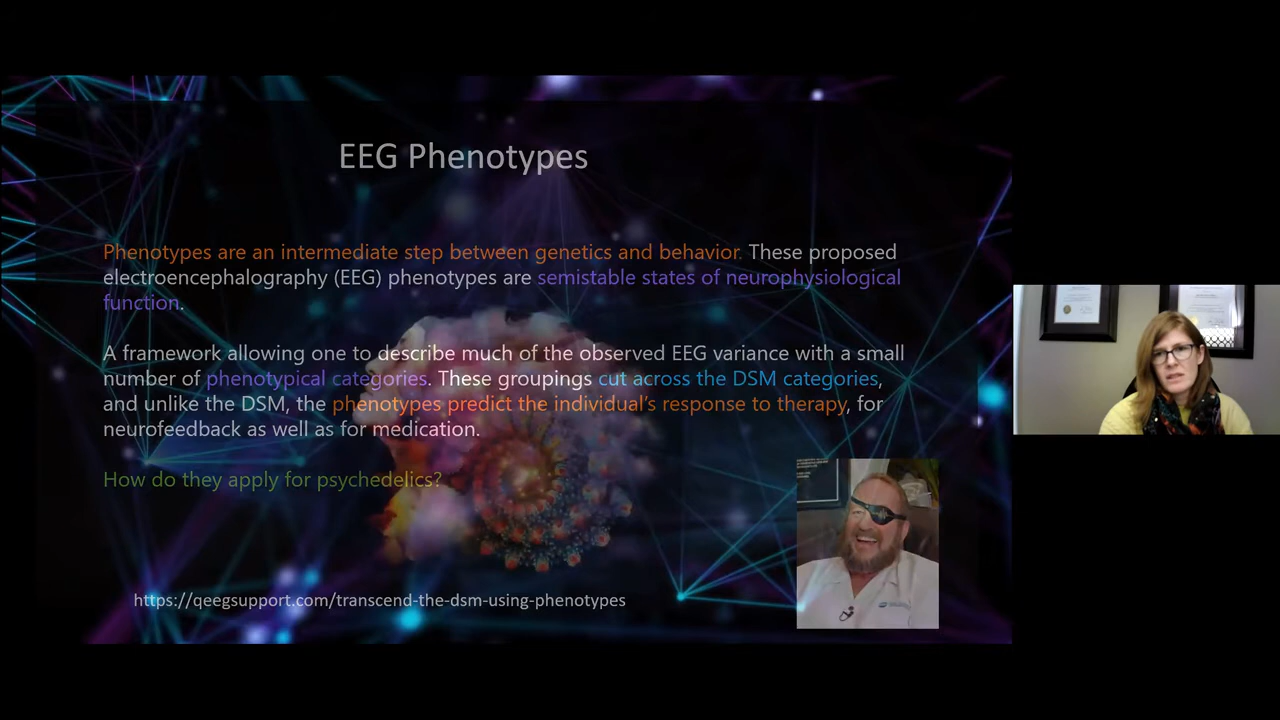 EEG Phenotypes
Phenotypes are an intermediate step between genetics and behavior. These proposed
electroencephalography (EEG) phenotypes are semistable states of neurophysiological
function.
A framework allowing one to describe much of the observed EEG variance with a small
number of phenotypical categories. These groupings cut across the DSM categories,
and unlike the DSM, the phenotypes predict the individual's response to therapy, for
neurofeedback as well as for medication.
How do they apply for psychedelics?
https://qeegsupport.com/transcend-the-dsm-using-phenotypes